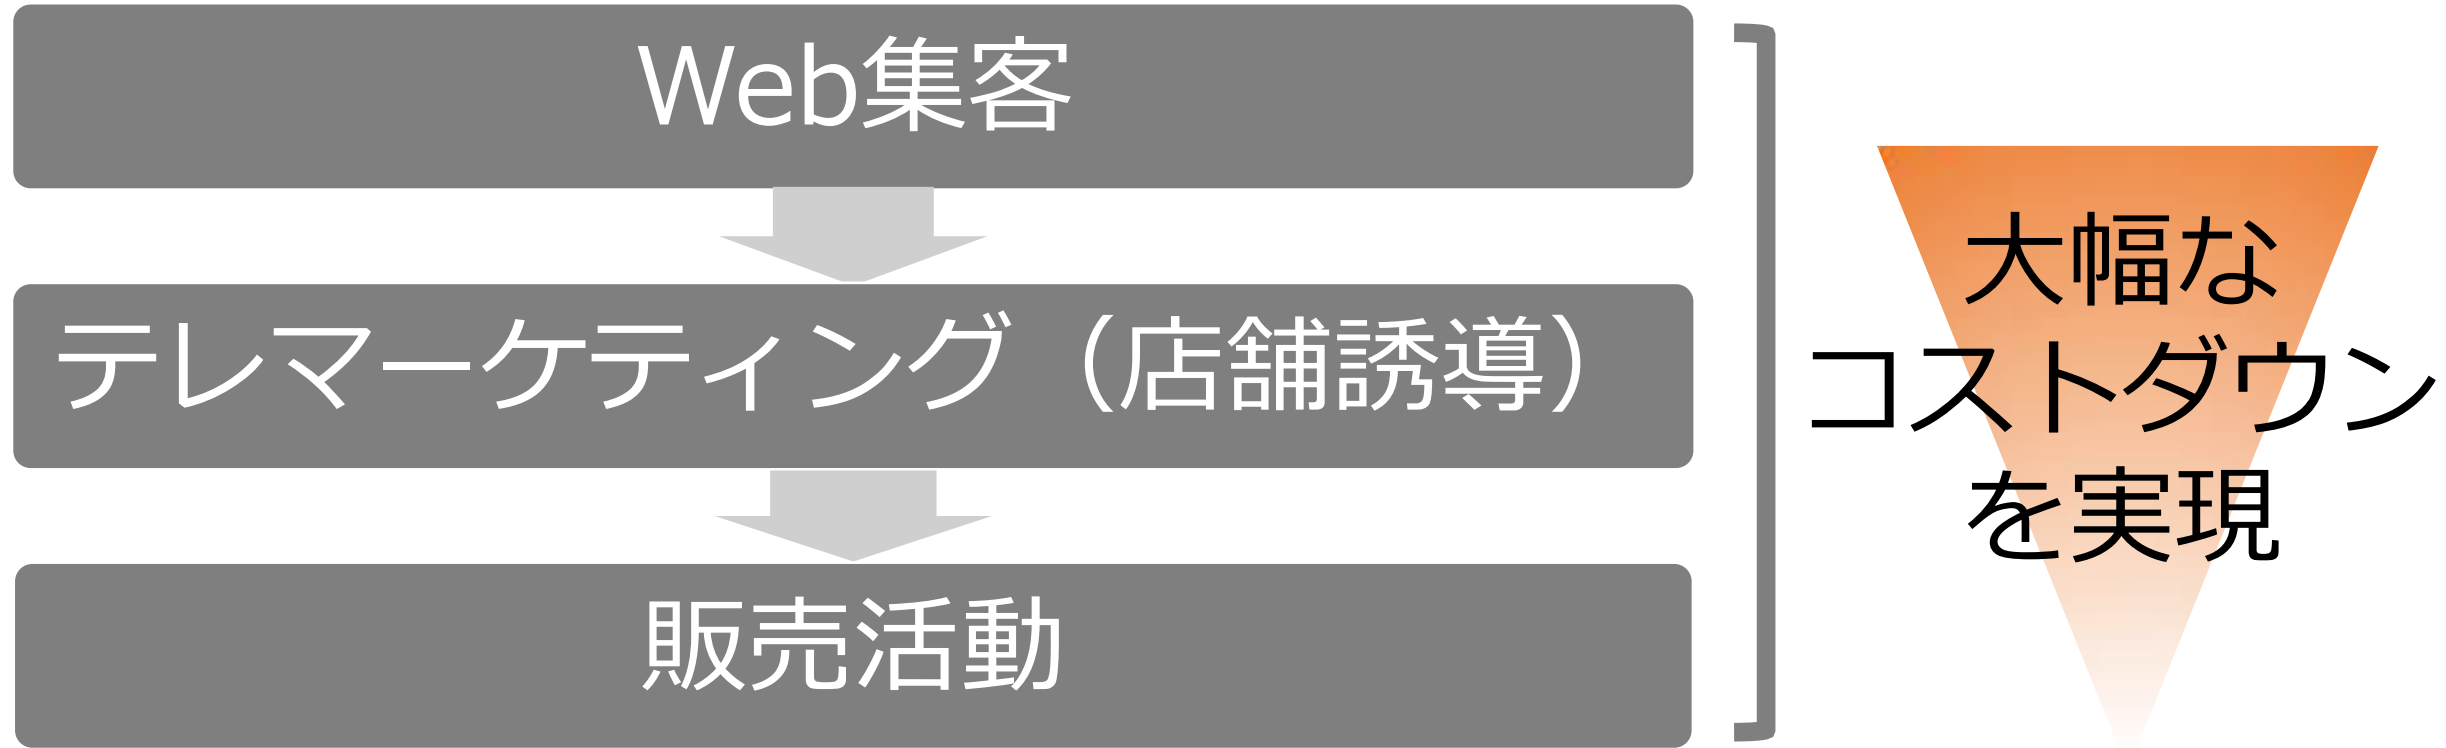 Web集客
テレマーケティング（店舗誘導）
販売活動
大幅な
コストダウン
を実現